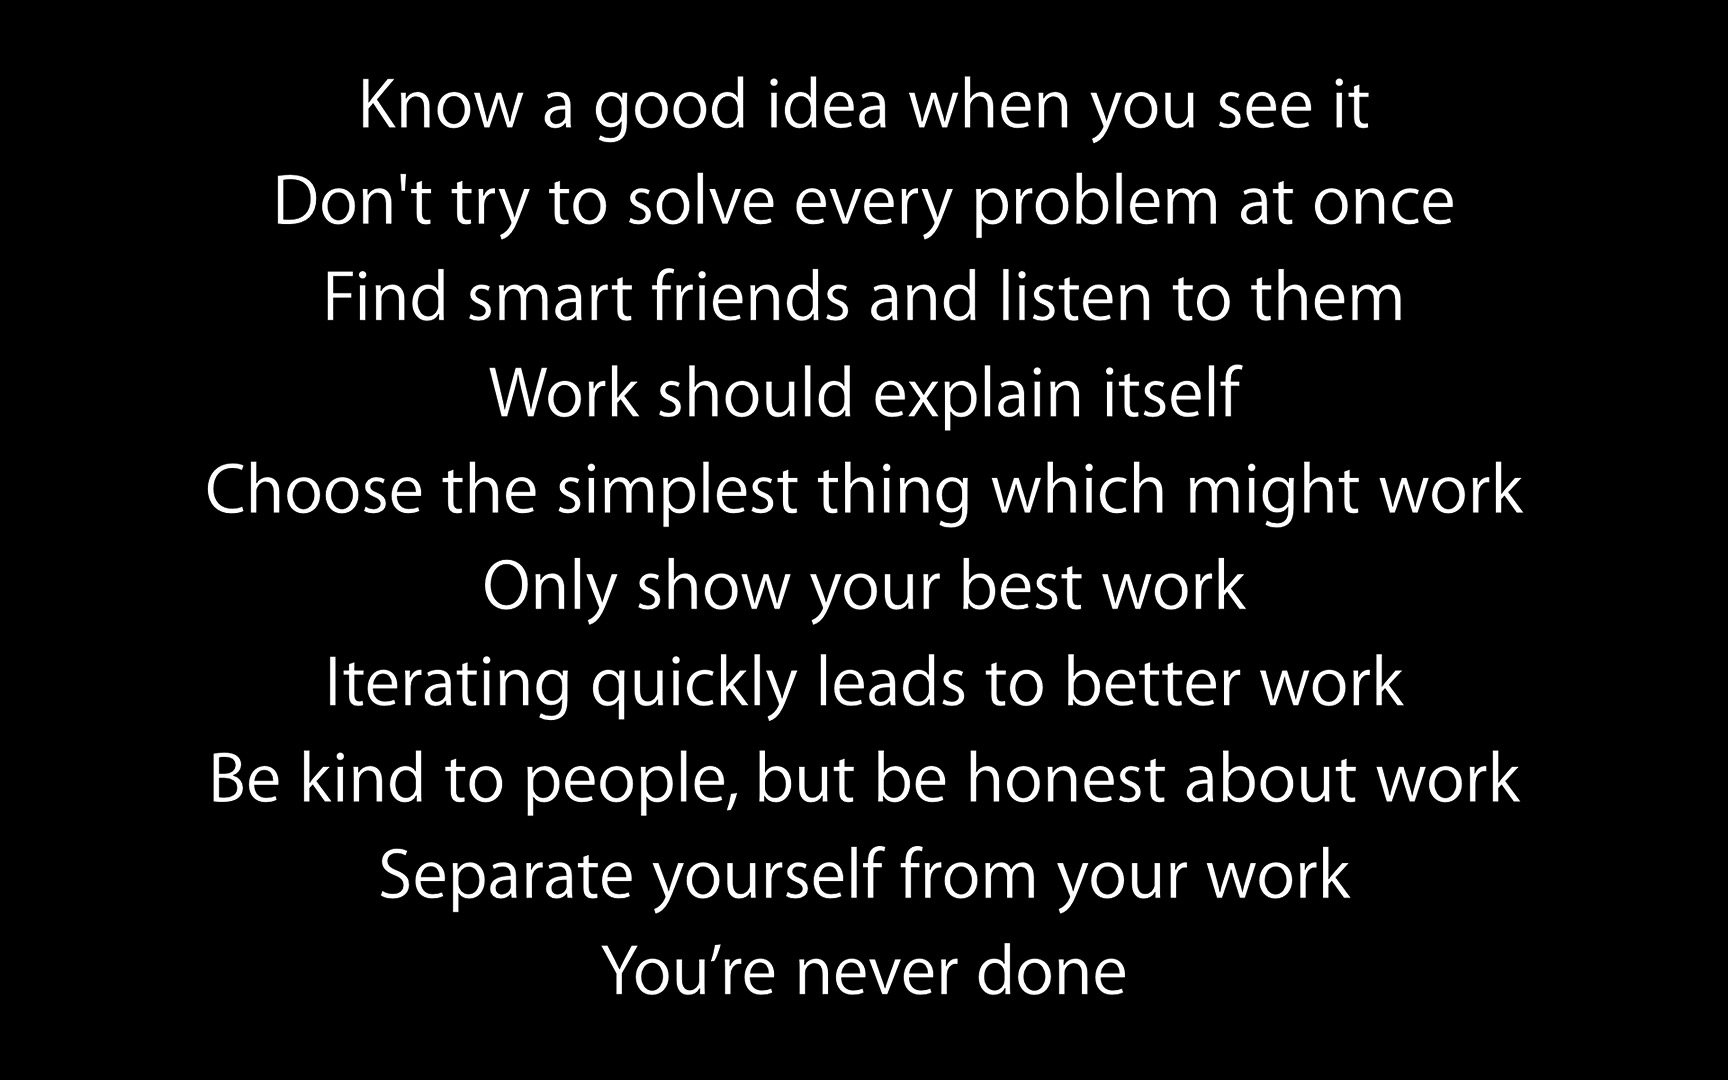 Know a good idea when you see it
Don't try to solve every problem at once
Find smart friends and listen to them
Work should explain itself
Choose the simplest thing which might work
Only show your best work
Iterating quickly leads to better work
Be kind to people, but be honest about work
Separate yourself from your work
You’re never done